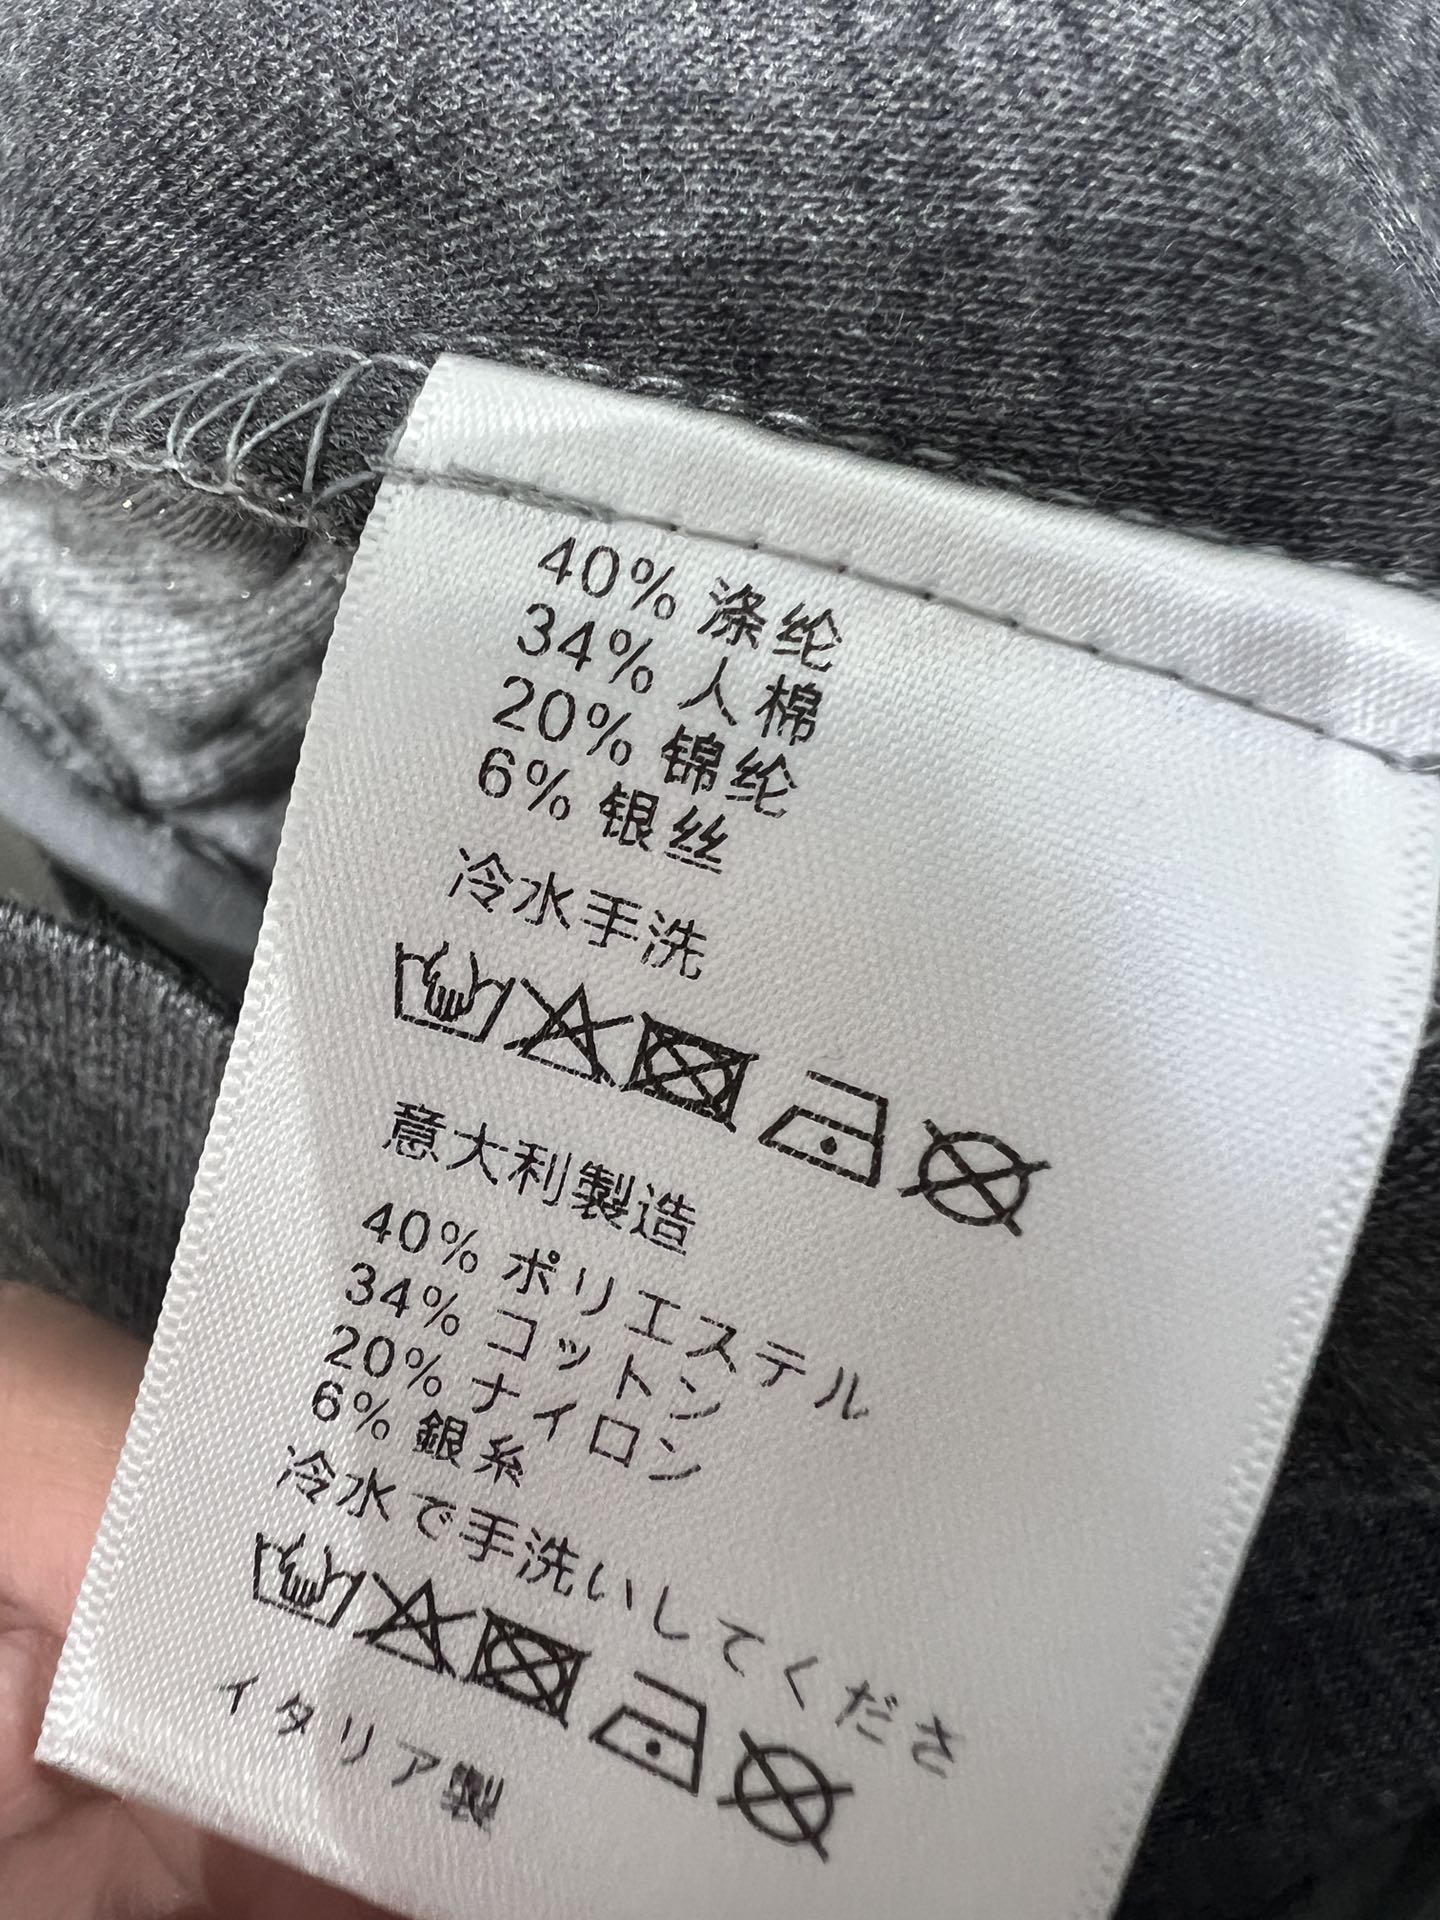 40% 涤纶
34% 人棉
20% 锦纶
6% 银丝
冷水手洗
意大利製造
40% ポリエステル
34% コットン
20% ナイロン
6% 銀糸
冷水で手洗いしてくださ
イタリア製